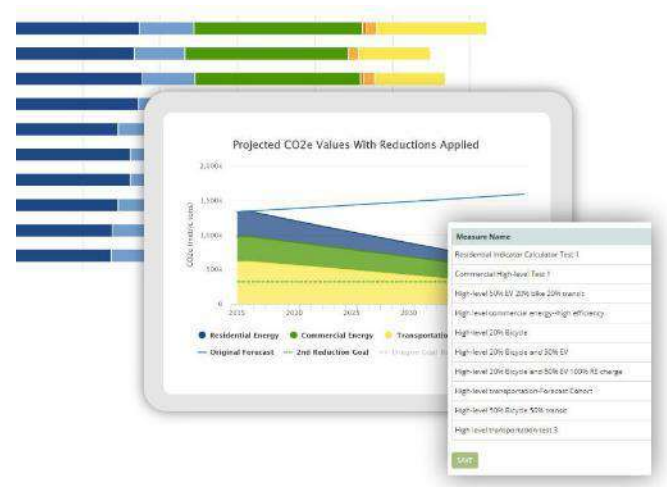 Projected CO2e Values With Reductions Applied
2,000k
1,500k
1,000k
500k
0
CO2e (metric tons)
2015
2020
2025
2030
Residential Energy
Commercial Energy
Transportatio
Original Forecast
2nd Reduction Goal
Measure Name
Residential Indicator Calculator Test 1
Commercial High-level Test 1
High-level 50% EV 20% bike 20% transit
High-level commercial energy-high efficiency
High-level 20% Bicycle
High-level 20% Bicycle and 50% EV
High-level 20% Bicycle and 50% EV 100% RE charge
High-level transportation-Forecast Cohort
High-level 50% Bicycle 50% transit
High level transportation test 3
SAVE